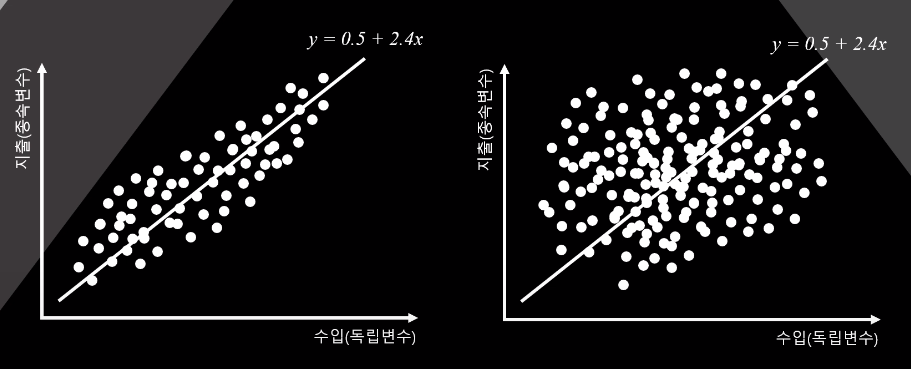 y = 0.5 + 2.4x
지출(종속변수)
수입(독립변수)
y = 0.5 + 2.4x
지출(종속변수)
수입(독립변수)